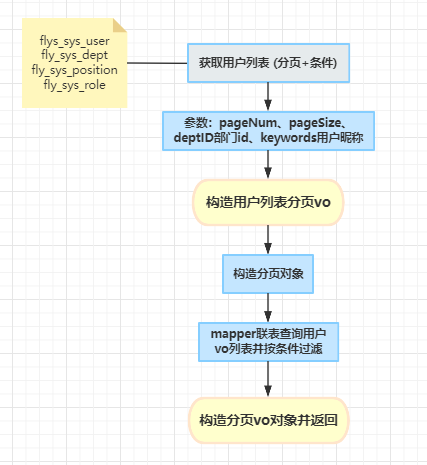 flys_sys_user
fly_sys_dept
fly_sys_position
fly_sys_role
获取用户列表 (分页+条件)
参数：pageNum、pageSize、
deptID部门id、keywords用户昵称
构造用户列表分页vo
构造分页对象
mapper联表查询用户
vo列表并按条件过滤
构造分页vo对象并返回